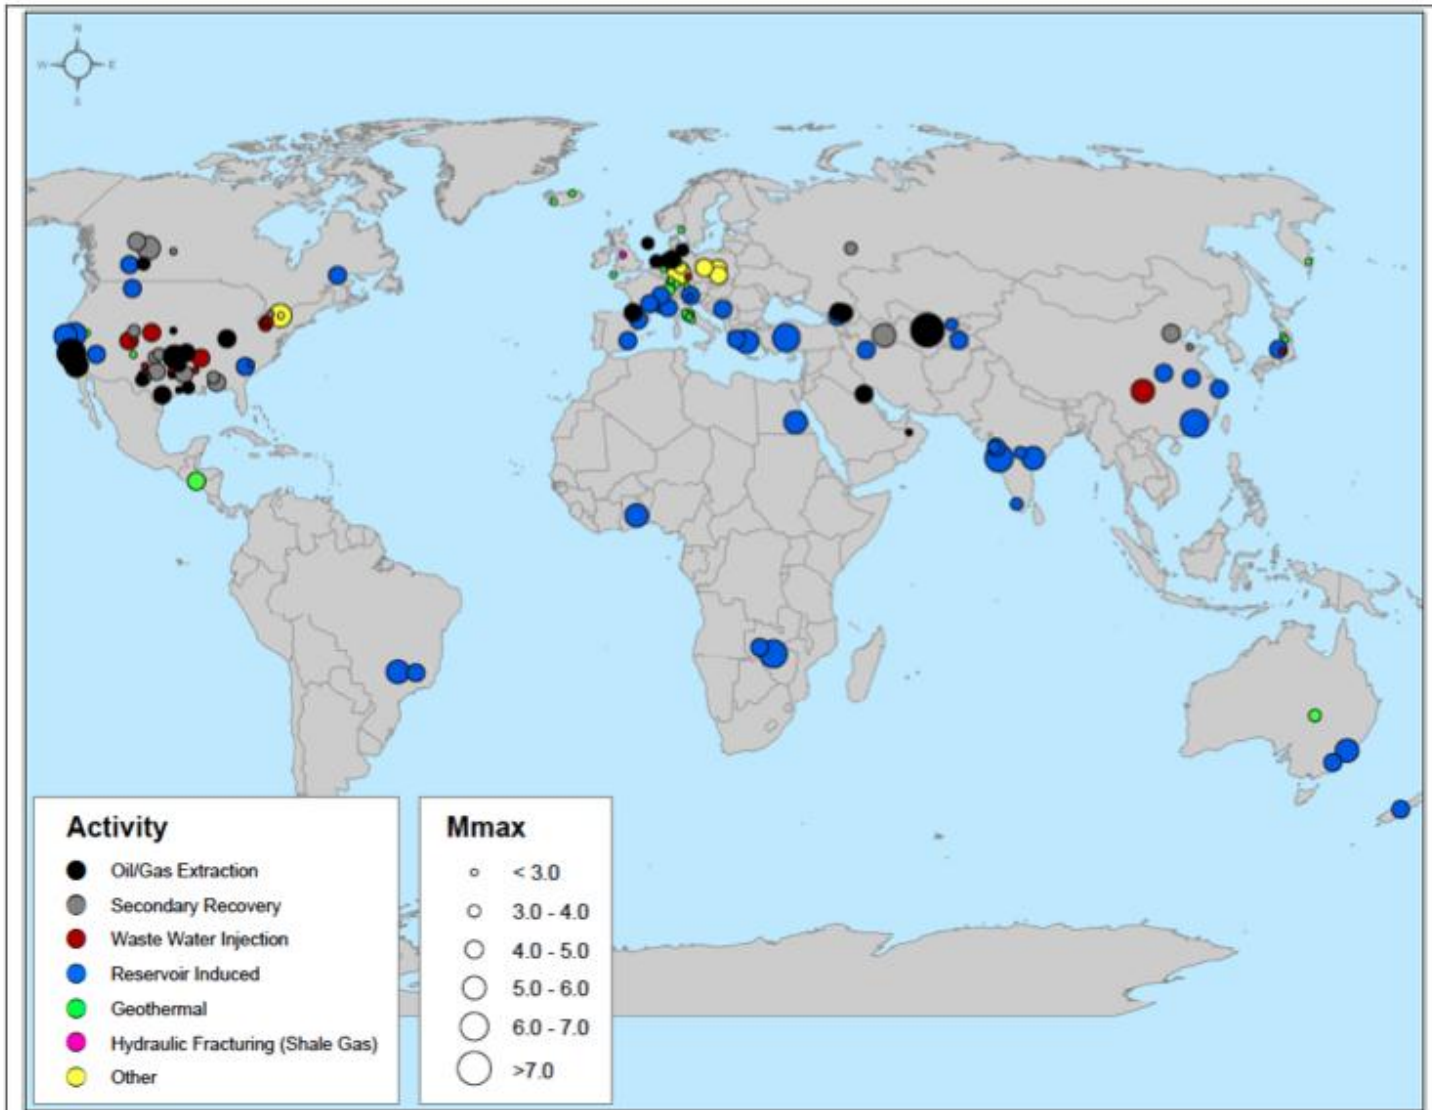 N
W E
S
Activity
Oil/Gas Extraction
Secondary Recovery
Waste Water Injection
Reservoir Induced
Geothermal
Hydraulic Fracturing (Shale Gas)
Other
Mmax
< 3.0
3.0 - 4.0
4.0 - 5.0
5.0 - 6.0
6.0 - 7.0
>7.0